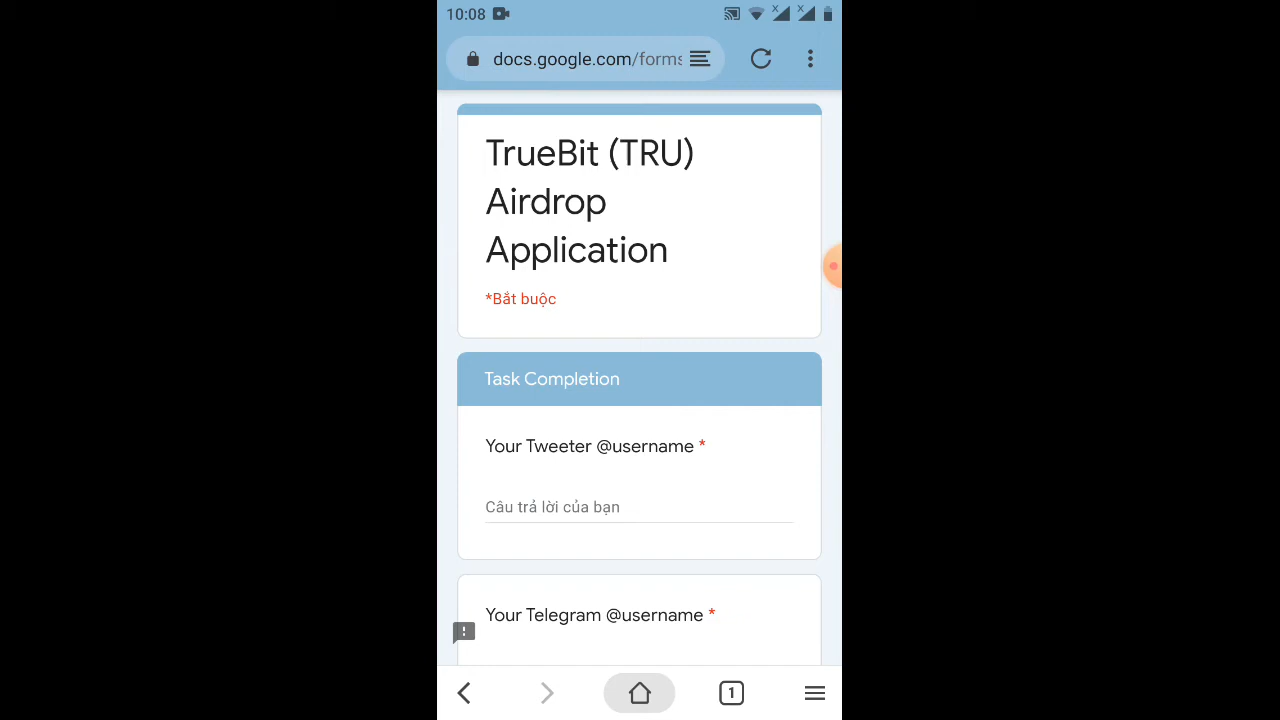 10:08
docs.google.com/forms
TrueBit (TRU)
Airdrop
Application
*Bắt buộc
Task Completion
Your Tweeter @username *
Câu trả lời của bạn
Your Telegram @username *
1